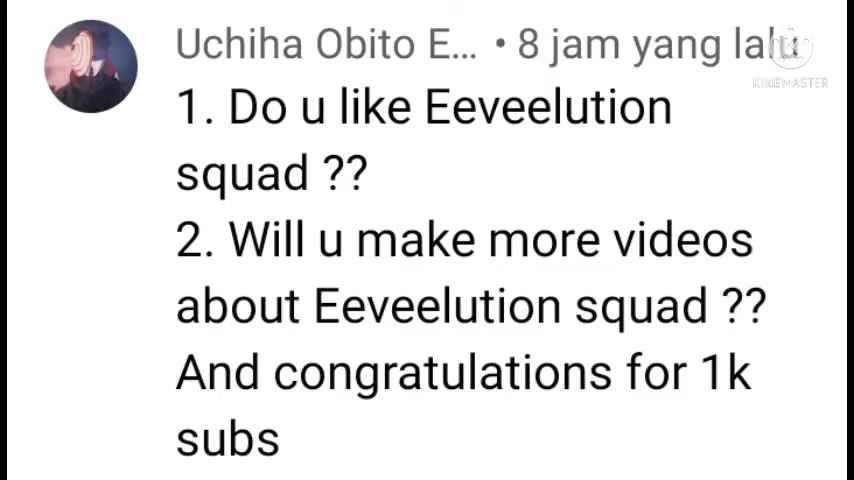 Uchiha Obito E... • 8 jam yang lalu
KINEMASTER
1. Do u like Eeveelution
squad ??
2. Will u make more videos
about Eeveelution squad ??
And congratulations for 1k
subs